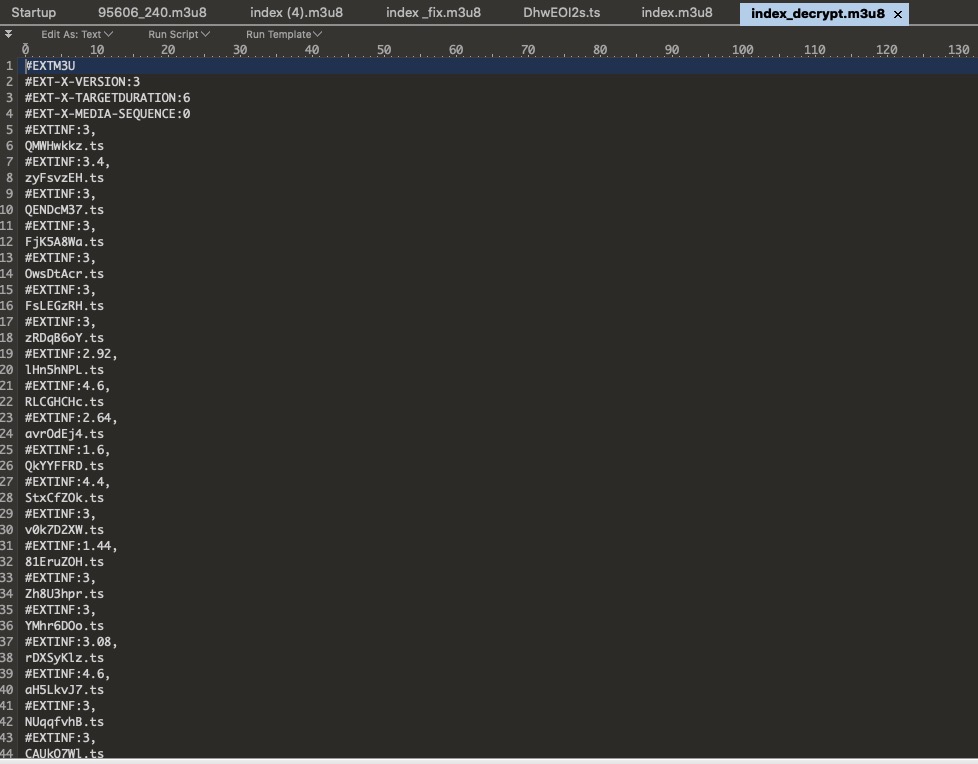 Startup 95606_240.m3u8 index (4).m3u8 index _fix.m3u8 DhwEOI2s.ts index.m3u8 index_decrypt.m3u8 ×
Edit As: Text Run Script Run Template
0 10 20 30 40 50 60 70 80 90 100 110 120 130
1 #EXTM3U
2 #EXT-X-VERSION:3
3 #EXT-X-TARGETDURATION:6
4 #EXT-X-MEDIA-SEQUENCE:0
5 #EXTINF:3,
6 QMWHwkkz.ts
7 #EXTINF:3.4,
8 zyFsvzEH.ts
9 #EXTINF:3,
10 QENDcM37.ts
11 #EXTINF:3,
12 FjK5A8Wa.ts
13 #EXTINF:3,
14 OwsDtAcr.ts
15 #EXTINF:3,
16 FsLEGzRH.ts
17 #EXTINF:3,
18 zRDqB6oY.ts
19 #EXTINF:2.92,
20 lHn5hNPL.ts
21 #EXTINF:4.6,
22 RLCGHCHc.ts
23 #EXTINF:2.64,
24 avrOdEj4.ts
25 #EXTINF:1.6,
26 QkYYFFRD.ts
27 #EXTINF:4.4,
28 StxCfZOk.ts
29 #EXTINF:3,
30 v0k7D2XW.ts
31 #EXTINF:1.44,
32 81EruZOH.ts
33 #EXTINF:3,
34 Zh8U3hpr.ts
35 #EXTINF:3,
36 YMhr6DOo.ts
37 #EXTINF:3.08,
38 rDXSyKlz.ts
39 #EXTINF:4.6,
40 aH5LkvJ7.ts
41 #EXTINF:3,
42 NUqqfvhB.ts
43 #EXTINF:3,
44 CAUkO7Wl.ts